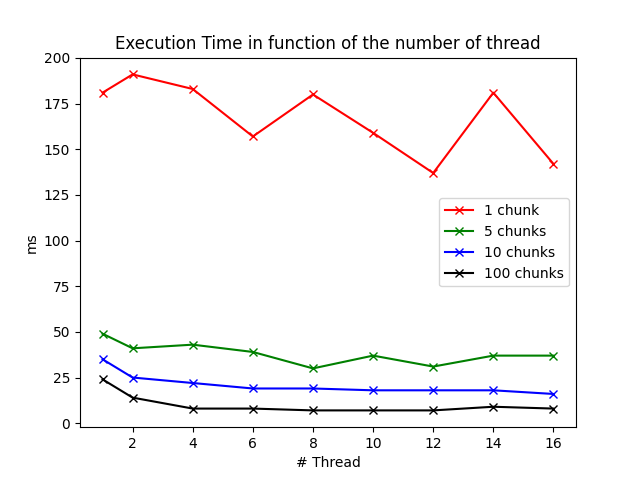 Execution Time in function of the number of thread
200
175
150
125
100
75
50
25
0
ms
1 chunk
5 chunks
10 chunks
100 chunks
2 4 6 8 10 12 14 16
# Thread